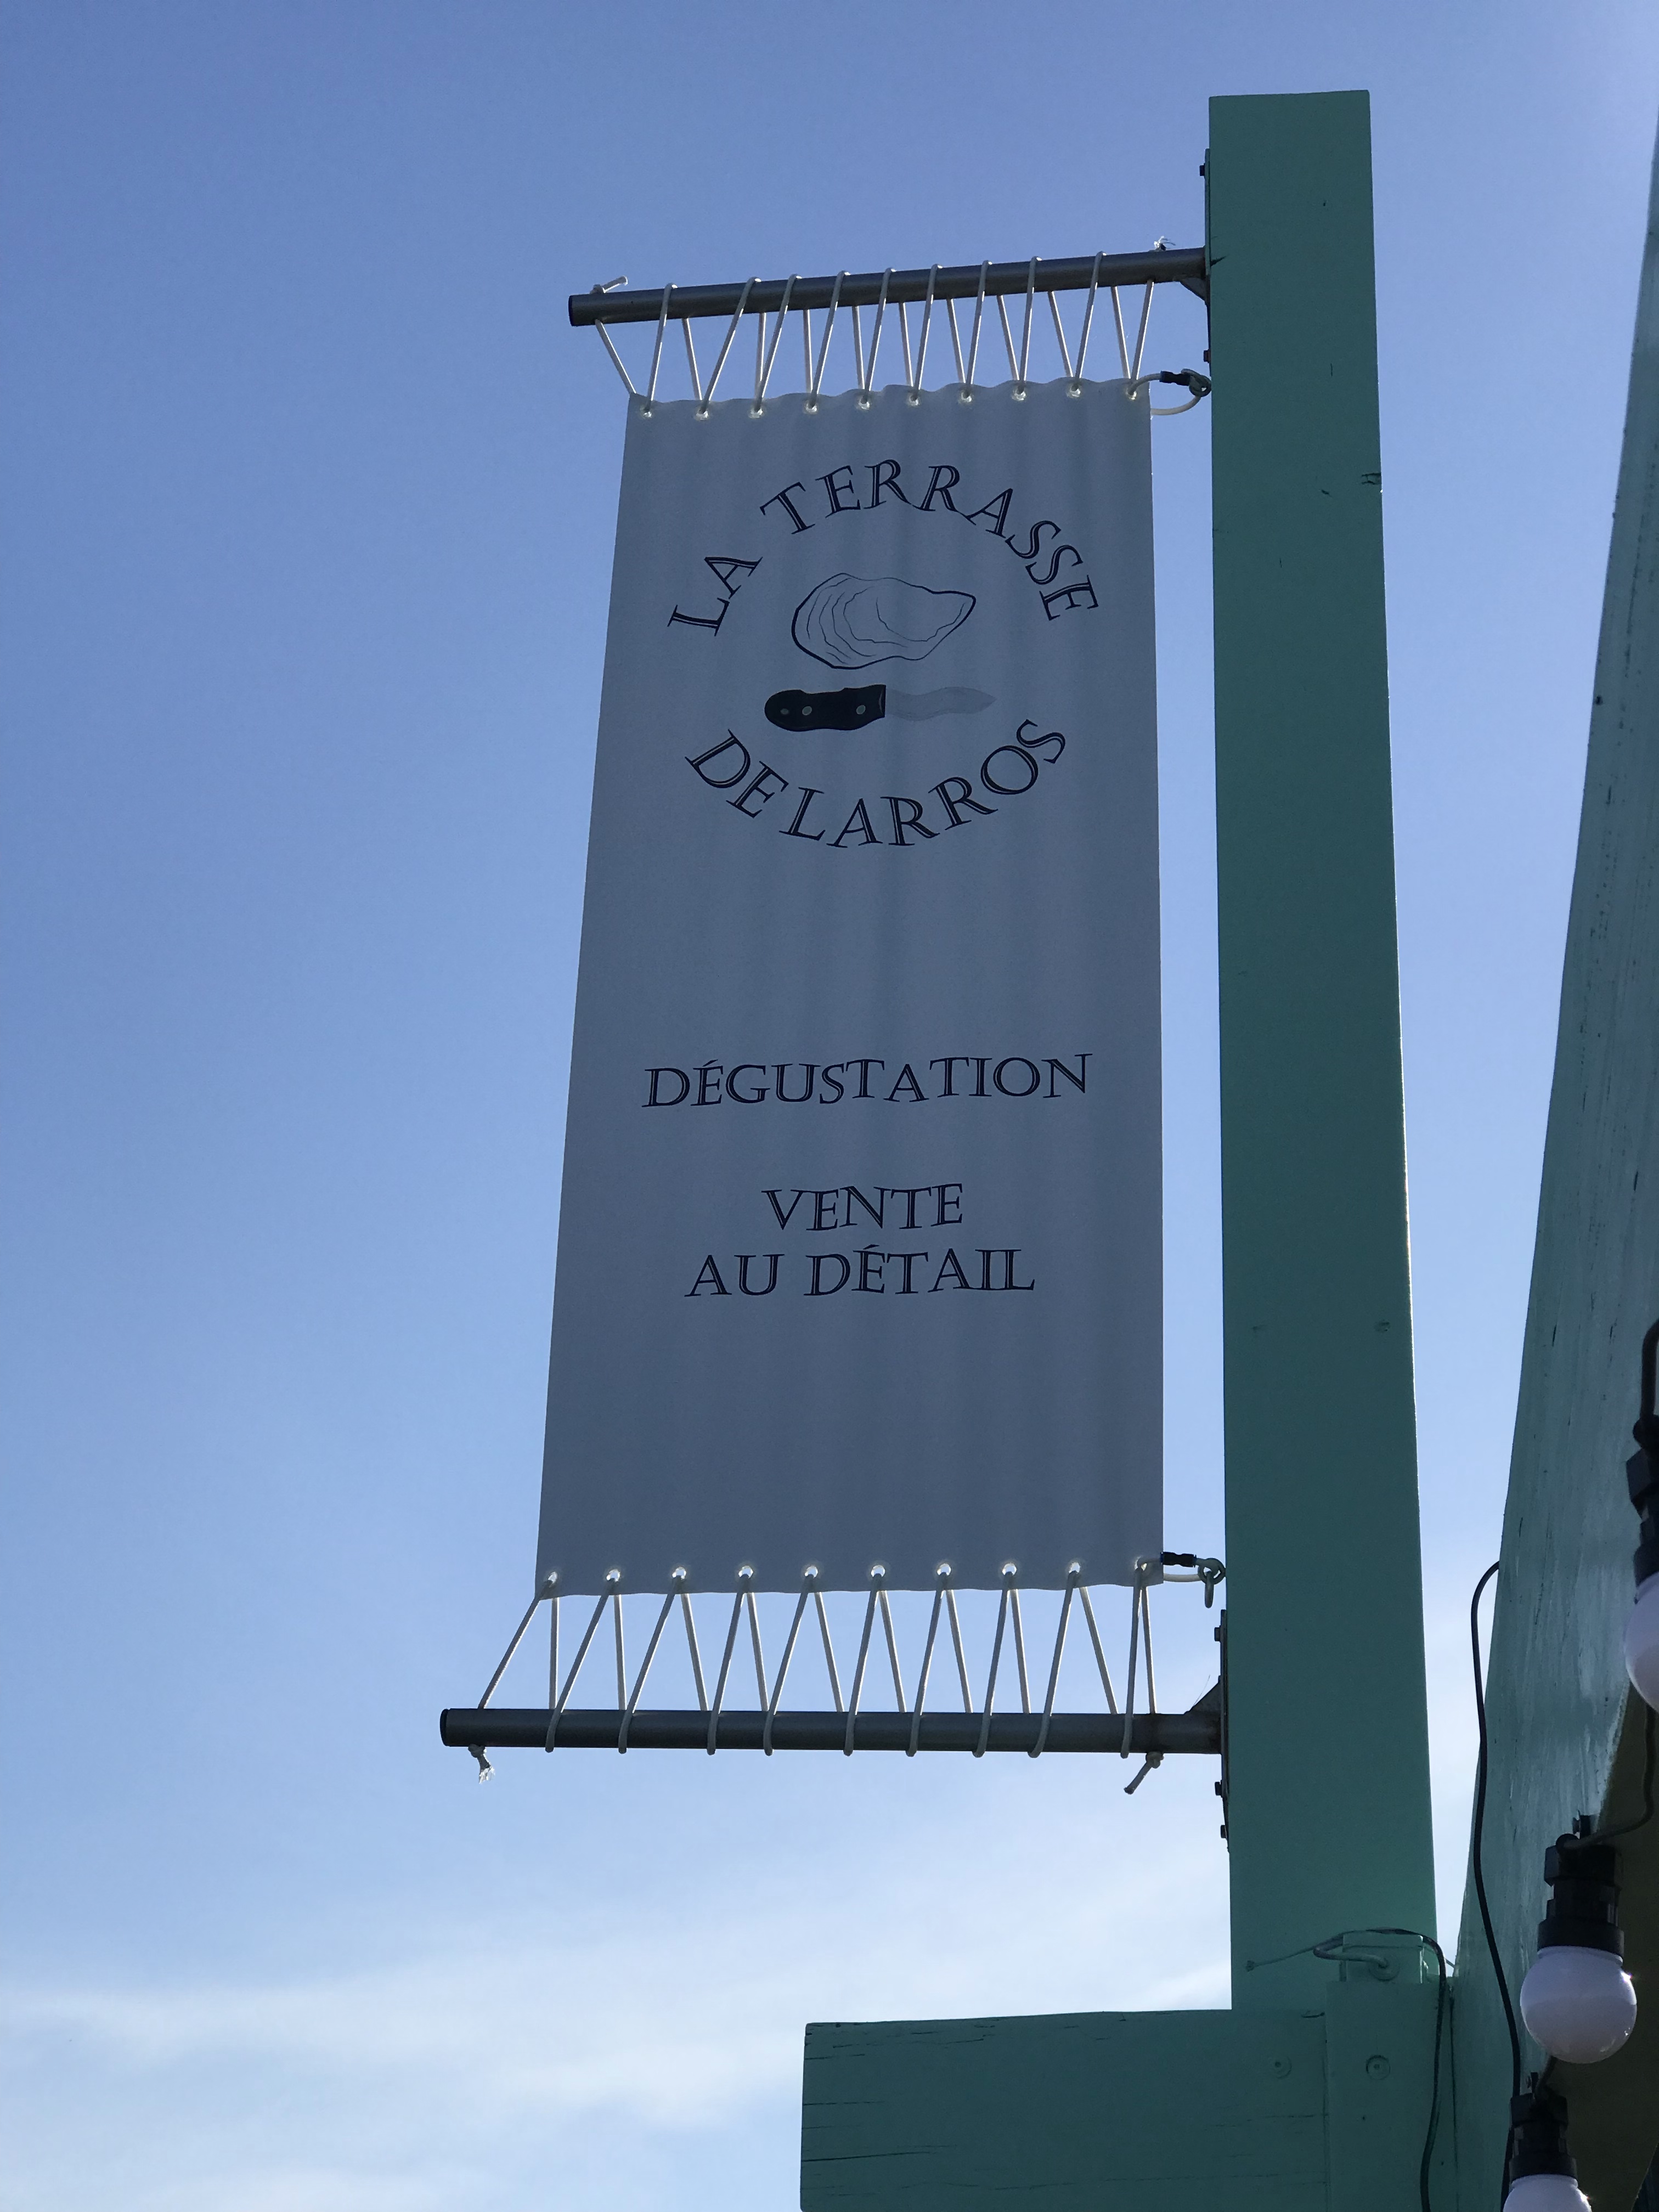 LA TERRASSE
DE LARROS
DÉGUSTATION
VENTE
AU DÉTAIL